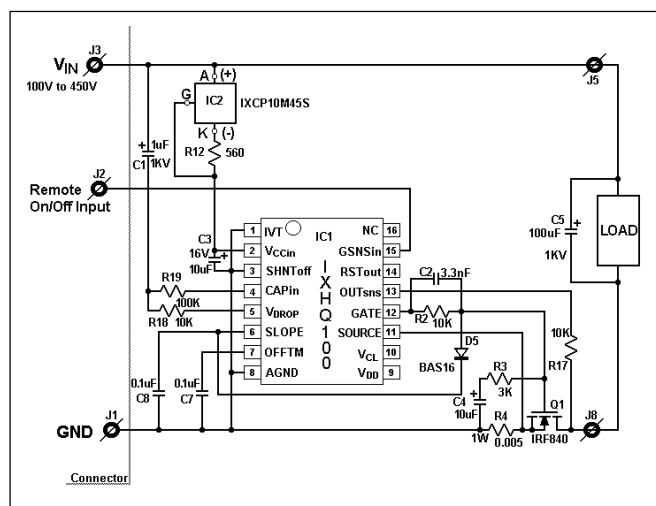 J3
J5
V_IN
100V to 450V
A (+)
G
IC2
IXCP10M45S
K (-)
R12
560
1uF
1KV
C1
J2
Remote
On/Off Input
C3
16V
10uF
1 IVT
2 VCCin
3 SHNToff
4 CAPin
5 VDROP
6 SLOPE
7 OFFTM
8 AGND
IC1
IXHQ100
NC 16
GSNSin 15
RSTout 14
OUTsns 13
GATE 12
SOURCE 11
VCL 10
VDD 9
C5
100uF
1KV
LOAD
R19
100K
R18
10K
C2
3.3nF
R2
10K
D5
BAS16
10K
R17
0.1uF
C8
0.1uF
C7
R3
3K
C4
10uF
Q1
IRF840
R4
1W
0.005
J1
GND
J8
Connector